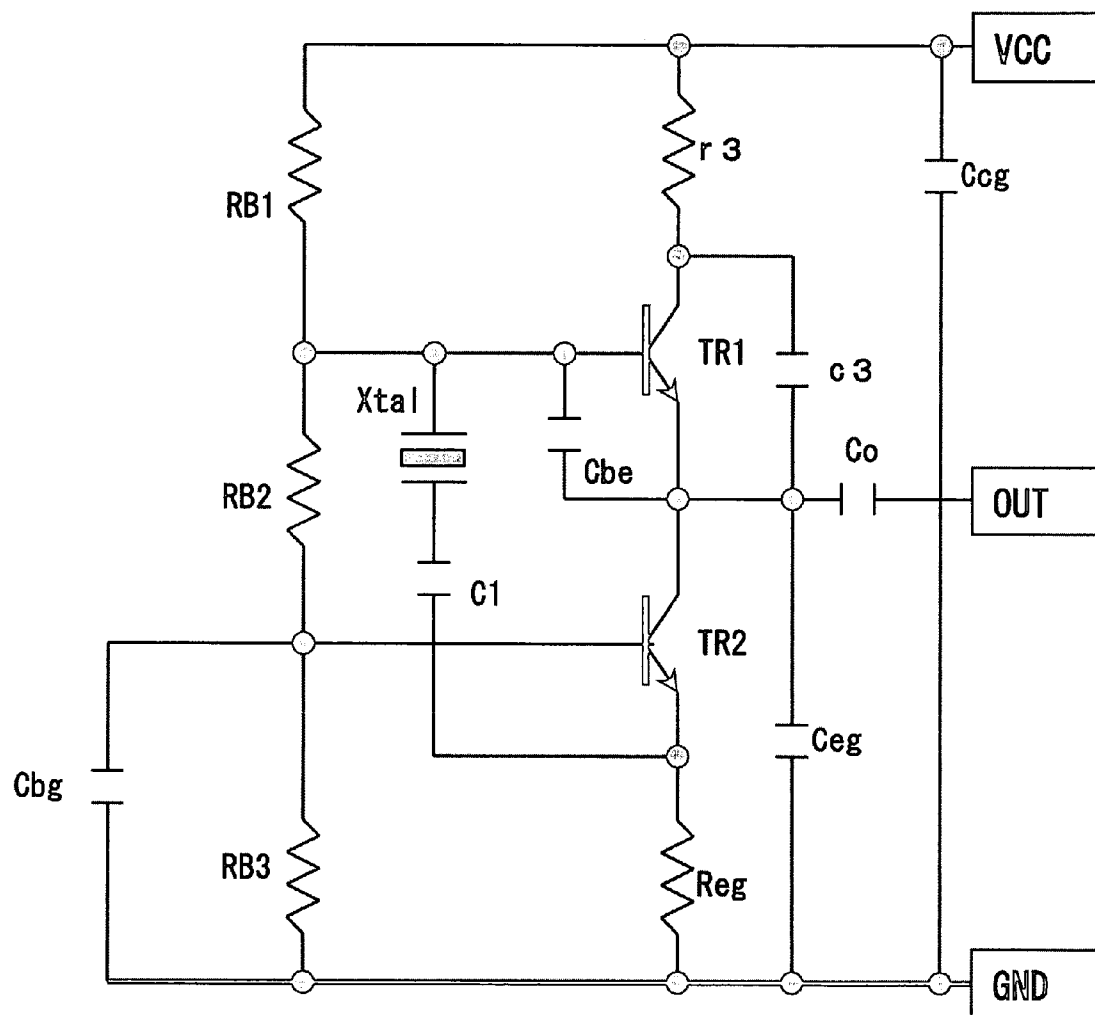 VCC
r3
Ccg
RB1
TR1
c3
Xtal
Cbe
Co
RB2
OUT
C1
TR2
Ceg
Cbg
RB3
Reg
GND